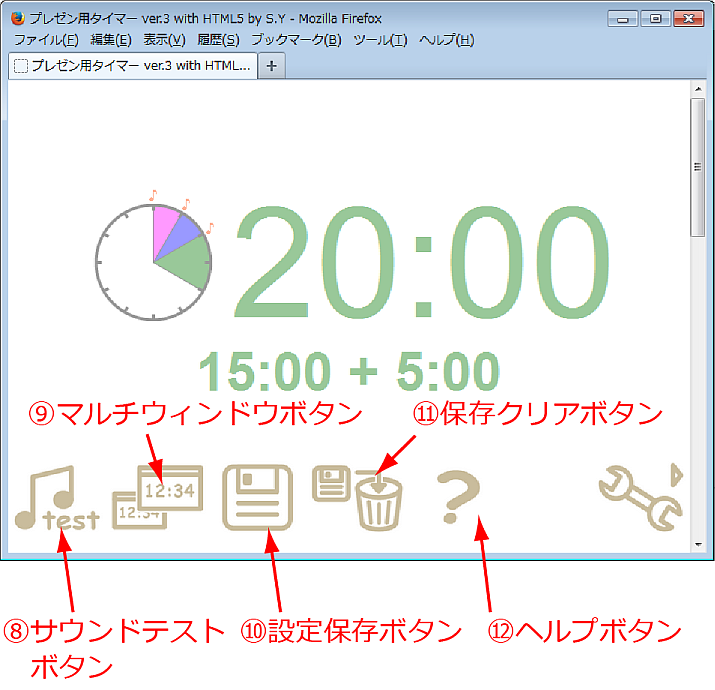 プレゼン用タイマー ver.3 with HTML5 by S.Y - Mozilla Firefox
ファイル(F) 編集(E) 表示(V) 履歴(S) ブックマーク(B) ツール(T) ヘルプ(H)
プレゼン用タイマー ver.3 with HTML... +
20:00
15:00 + 5:00
⑨マルチウィンドウボタン
⑪保存クリアボタン
12:34
12:34
test
?
⑧サウンドテスト
ボタン
⑩設定保存ボタン
⑫ヘルプボタン